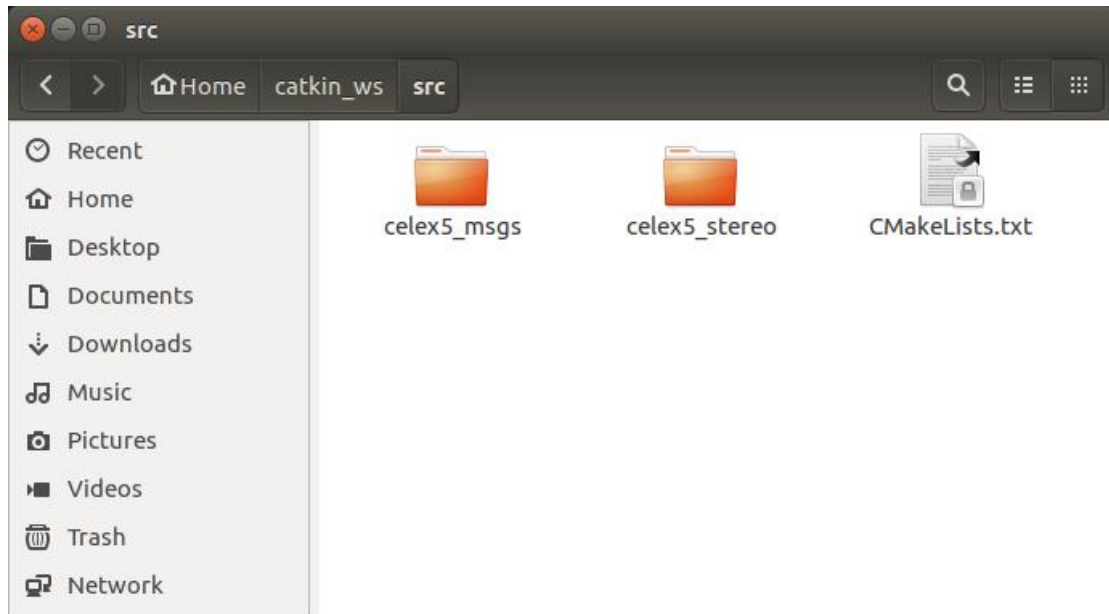 src
Home catkin_ws src
Recent
Home
Desktop
Documents
Downloads
Music
Pictures
Videos
Trash
Network
celex5_msgs celex5_stereo CMakeLists.txt